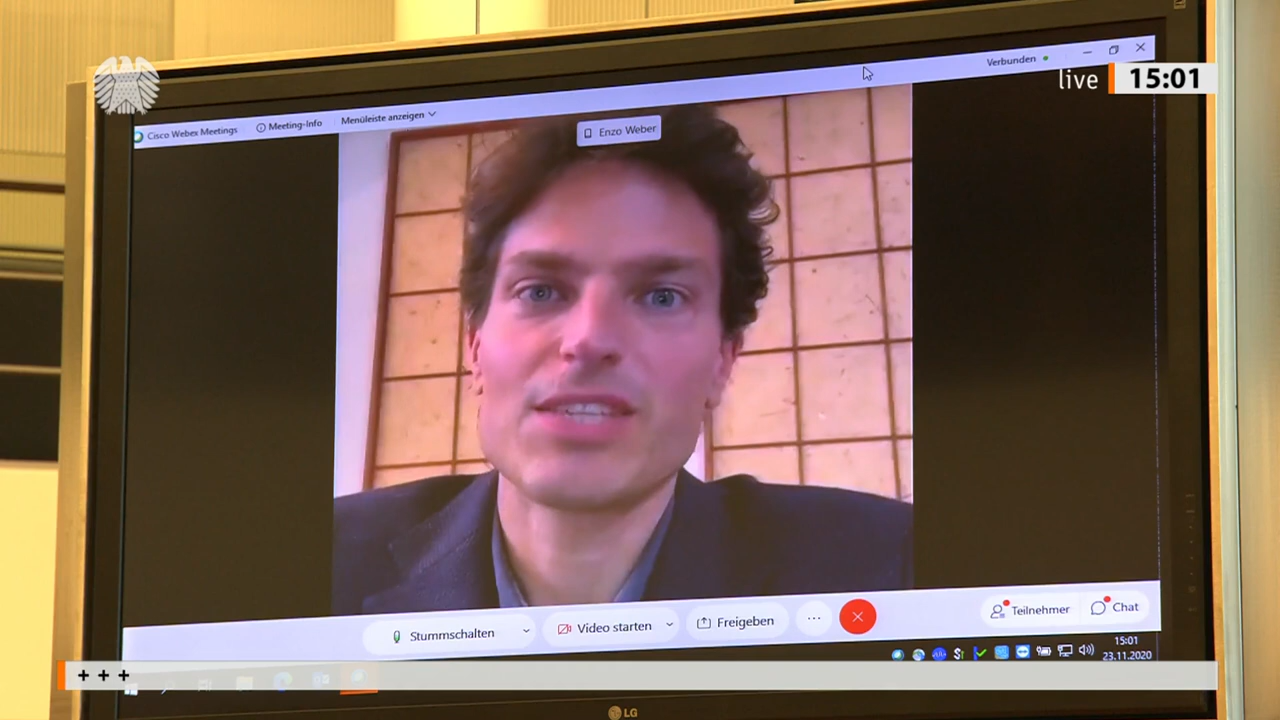 live 15:01
Verbunden
Cisco Webex Meetings Meeting-Info Menüleiste anzeigen
Enzo Weber
Stummschalten Video starten Freigeben ... Teilnehmer Chat
15:01
23.11.2020
+ + +
LG